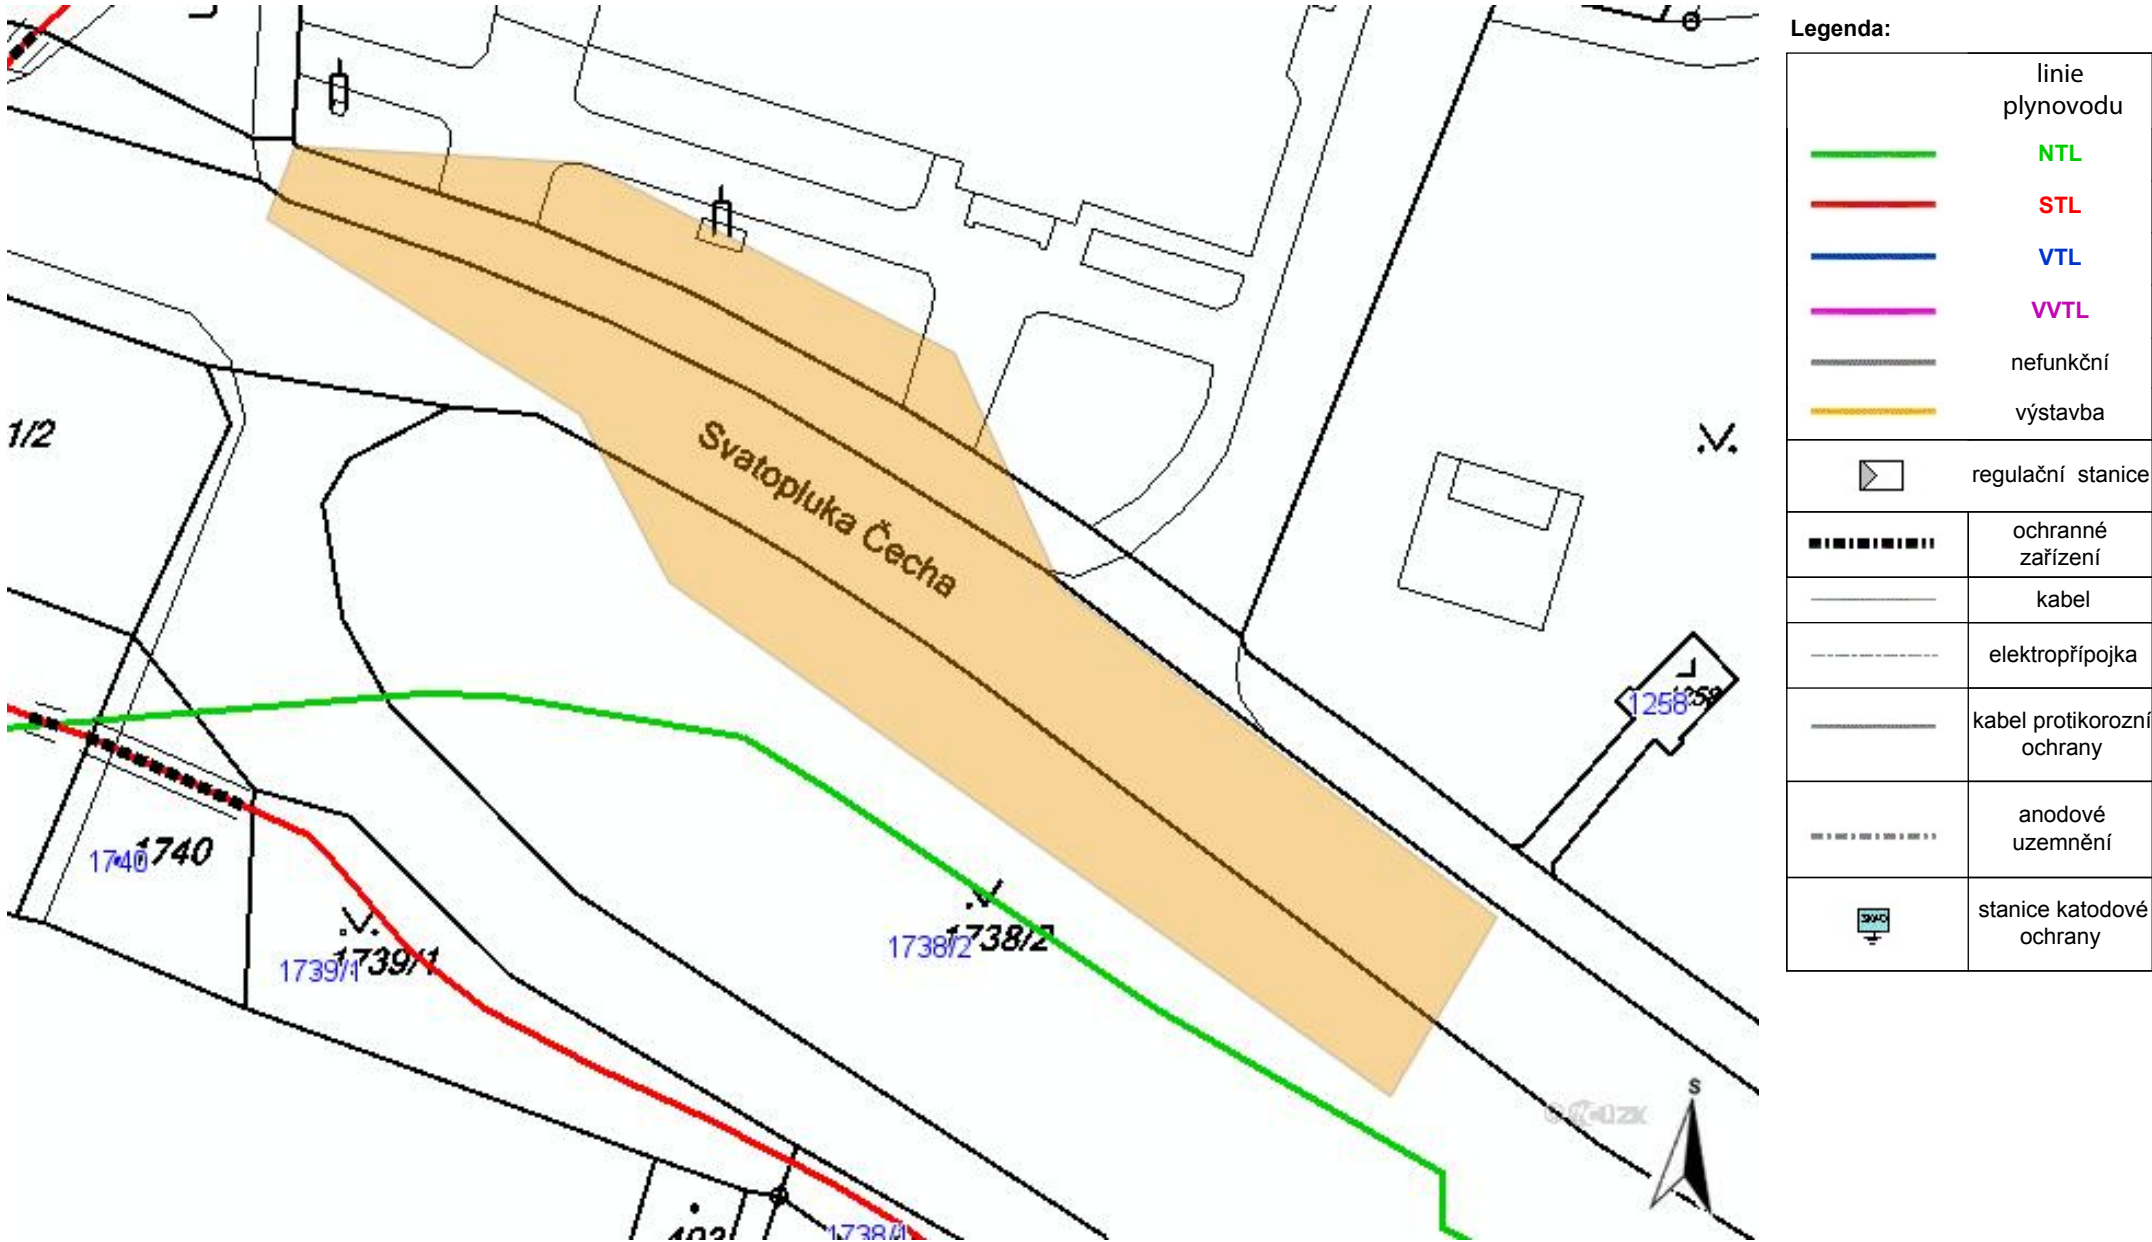 Legenda:
linie
plynovodu
NTL
STL
VTL
VVTL
nefunkční
výstavba
regulační stanice
ochranné
zařízení
kabel
elektropřípojka
kabel protikorozní
ochrany
anodové
uzemnění
stanice katodové
ochrany
1/2
Svatopluka Čecha
1258
1740
1740
1738/2
1738/2
1739/1
1739/1
1738/1
S